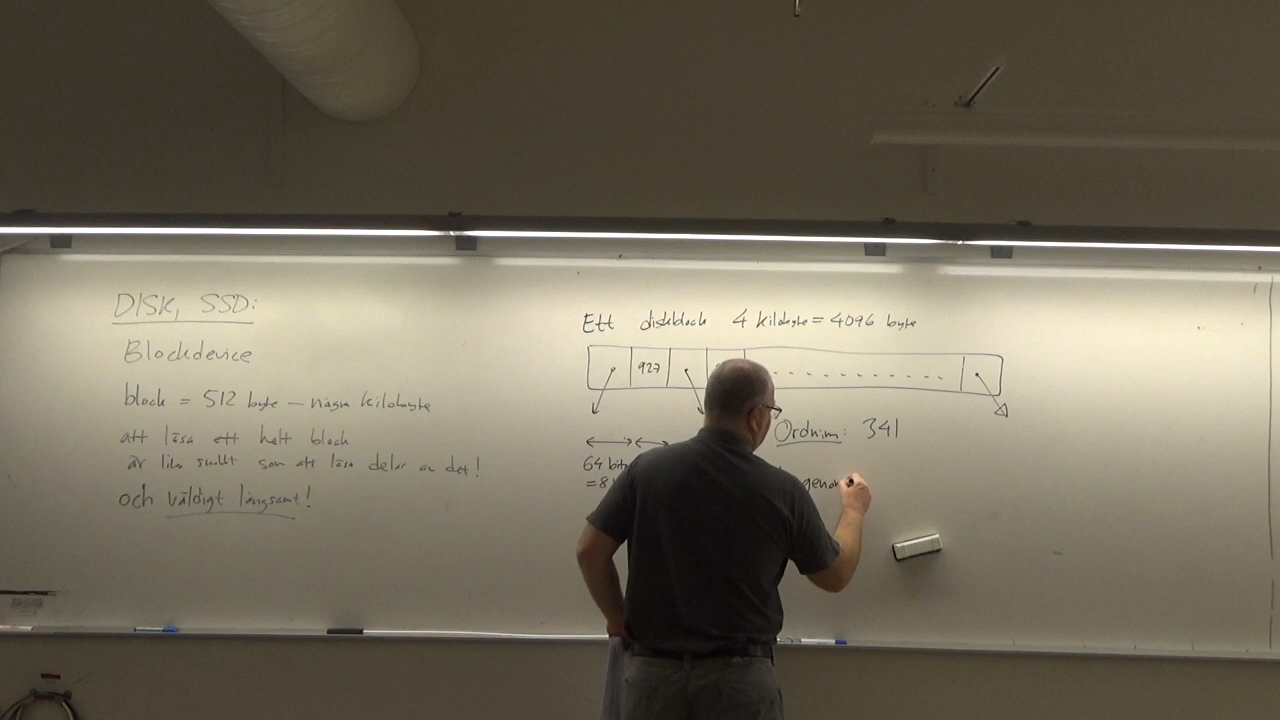 DISK, SSD:
Blockdevice
block = 512 byte – några kilobyte
att läsa ett helt block
är lika snabbt som att läsa delar av det!
och väldigt långsamt!
Ett diskblock 4 kilobyte = 4096 byte
927
Ordning: 341
64 bit
= 8